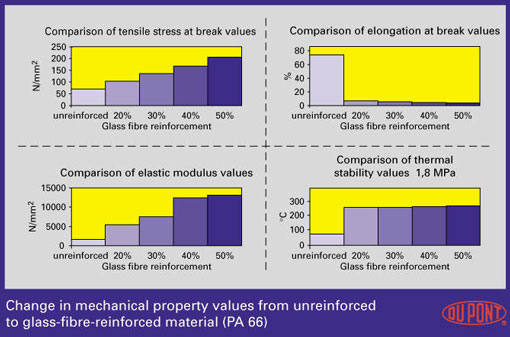 Comparison of tensile stress at break values
250
200
150
100
50
0
N/mm²
unreinforced 20% 30% 40% 50%
Glass fibre reinforcement
Comparison of elongation at break values
80
60
40
20
0
%
unreinforced 20% 30% 40% 50%
Glass fibre reinforcement
Comparison of elastic modulus values
15000
10000
5000
0
N/mm²
unreinforced 20% 30% 40% 50%
Glass fibre reinforcement
Comparison of thermal
stability values 1,8 MPa
300
200
100
0
°C
unreinforced 20% 30% 40% 50%
Glass fibre reinforcement
Change in mechanical property values from unreinforced
to glass-fibre-reinforced material (PA 66)
DU PONT